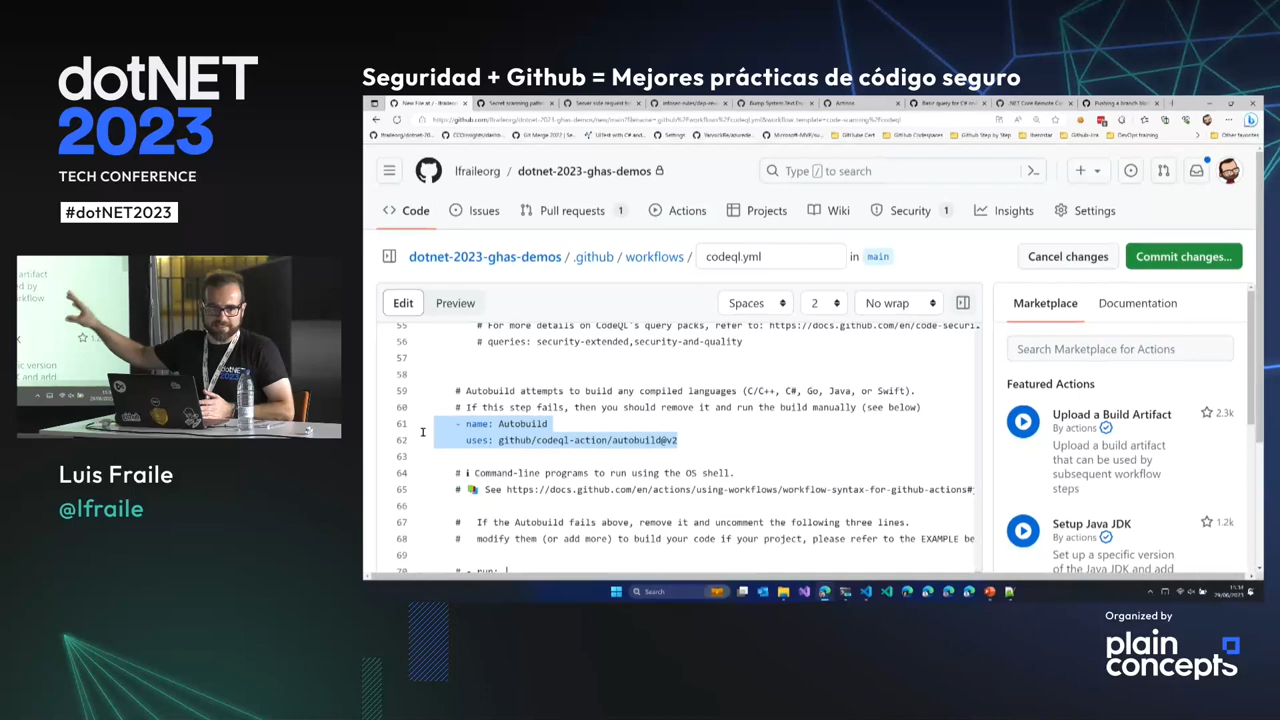 dotNET
2023
TECH CONFERENCE
#dotNET2023
Luis Fraile
@lfraile
Seguridad + Github = Mejores prácticas de código seguro
lfraileorg / dotnet-2023-ghas-demos
Type / to search
Code
Issues
Pull requests 1
Actions
Projects
Wiki
Security 1
Insights
Settings
dotnet-2023-ghas-demos / .github / workflows / codeql.yml in main
Cancel changes
Commit changes...
Edit
Preview
Spaces
2
No wrap
55 # For more details on CodeQL's query packs, refer to: https://docs.github.com/en/code-securi
56 # queries: security-extended,security-and-quality
57
58
59 # Autobuild attempts to build any compiled languages (C/C++, C#, Go, Java, or Swift).
60 # If this step fails, then you should remove it and run the build manually (see below)
61 - name: Autobuild
62 uses: github/codeql-action/autobuild@v2
63
64 # ℹ Command-line programs to run using the OS shell.
65 # 📚 See https://docs.github.com/en/actions/using-workflows/workflow-syntax-for-github-actions#
66
67 # If the Autobuild fails above, remove it and uncomment the following three lines.
68 # modify them (or add more) to build your code if your project, please refer to the EXAMPLE be
69
70 # - run: |
Marketplace
Documentation
Search Marketplace for Actions
Featured Actions
Upload a Build Artifact
2.3k
By actions
Upload a build artifact
that can be used by
subsequent workflow
steps
Setup Java JDK
1.2k
By actions
Set up a specific version
of the Java JDK and add
Search
11:14
29/06/2023
Organized by
plain
concepts